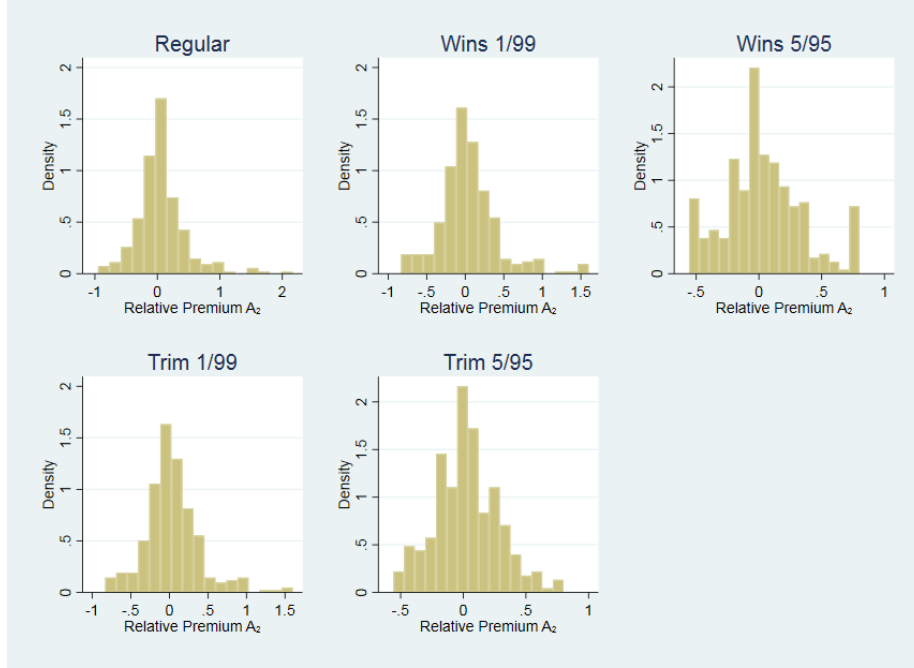 Regular
Density
0 .5 1 1.5 2
-1 0 1 2
Relative Premium A₂
Wins 1/99
Density
0 .5 1 1.5 2
-1 -.5 0 .5 1 1.5
Relative Premium A₂
Wins 5/95
Density
0 .5 1 1.5 2
-.5 0 .5 1
Relative Premium A₂
Trim 1/99
Density
0 .5 1 1.5 2
-1 -.5 0 .5 1 1.5
Relative Premium A₂
Trim 5/95
Density
0 .5 1 1.5 2
-.5 0 .5 1
Relative Premium A₂